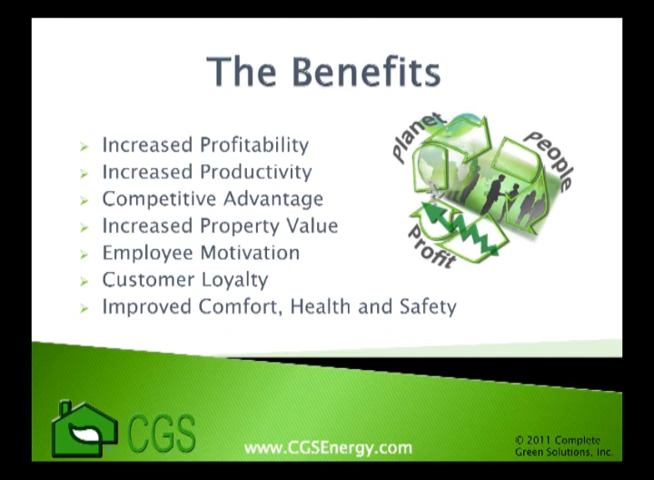 The Benefits
Increased Profitability
Increased Productivity
Competitive Advantage
Increased Property Value
Employee Motivation
Customer Loyalty
Improved Comfort, Health and Safety
planet
people
Profit
CGS
www.CGSEnergy.com
© 2011 Complete
Green Solutions, Inc.